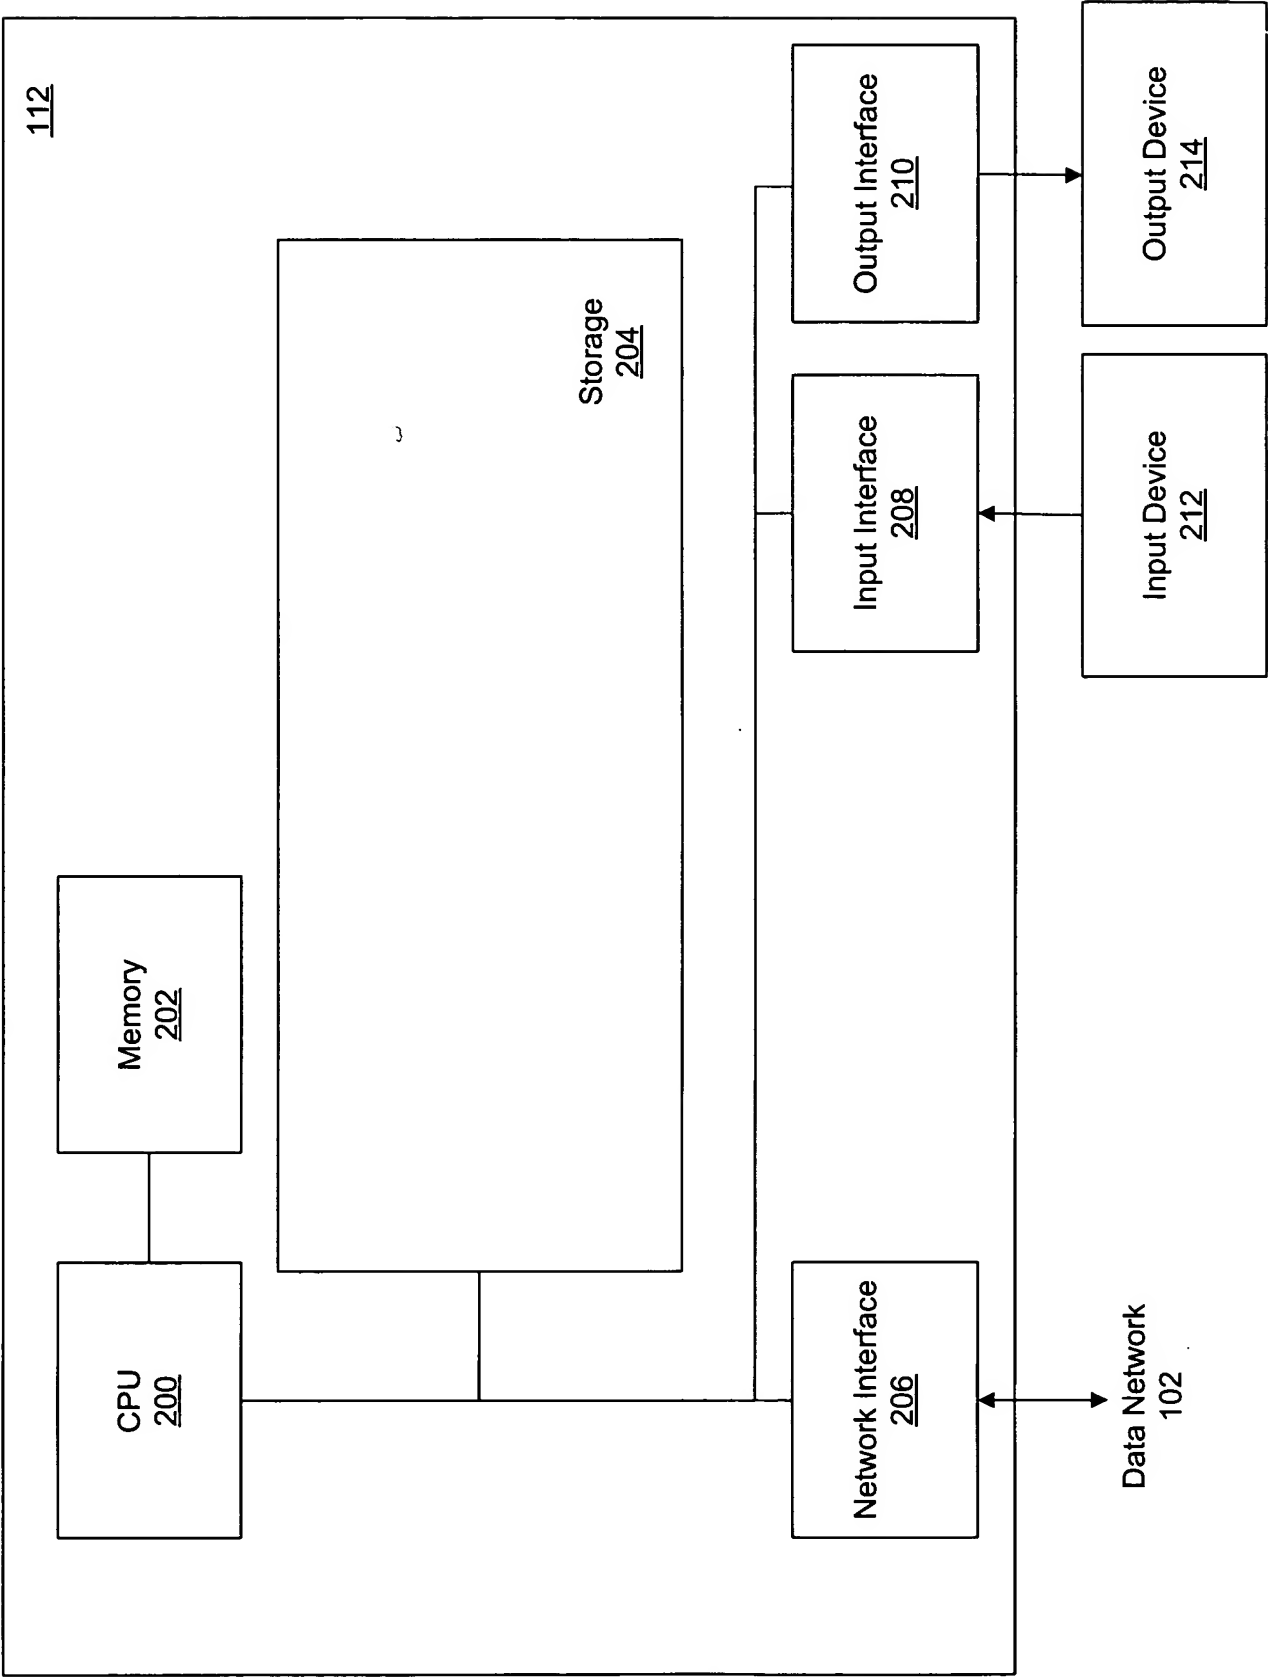 112
CPU
200
Memory
202
Storage
204
Network Interface
206
Input Interface
208
Output Interface
210
Data Network
102
Input Device
212
Output Device
214